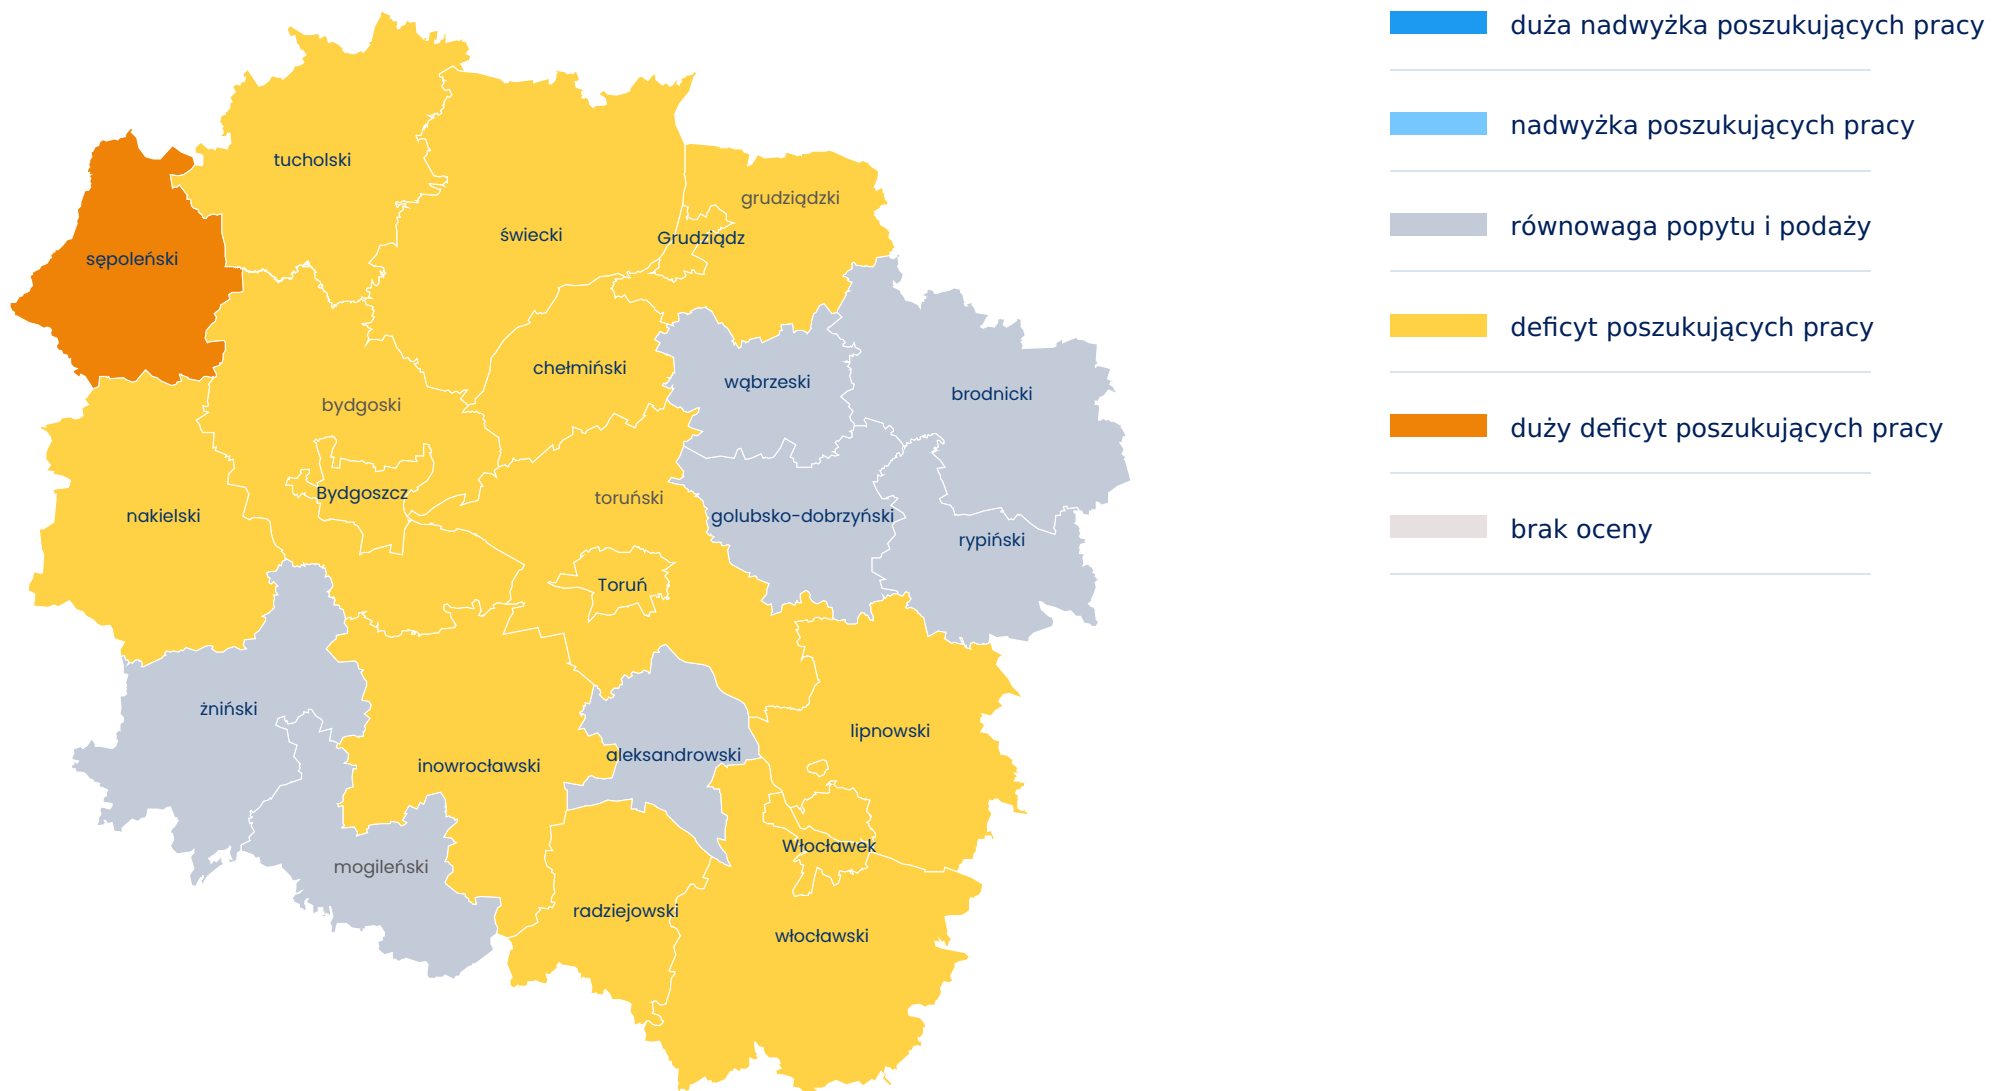 duża nadwyżka poszukujących pracy
nadwyżka poszukujących pracy
równowaga popytu i podaży
deficyt poszukujących pracy
duży deficyt poszukujących pracy
brak oceny
tucholski
grudziądzki
świecki
Grudziądz
sępoleński
chełmiński
wąbrzeski
brodnicki
bydgoski
Bydgoszcz
toruński
nakielski
golubsko-dobrzyński
rypiński
Toruń
żniński
lipnowski
aleksandrowski
inowrocławski
Włocławek
mogileński
radziejowski
włocławski